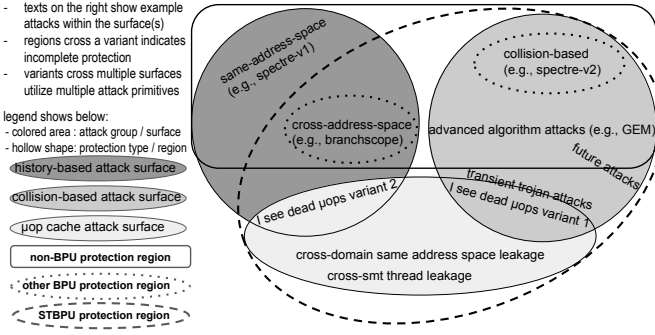 - texts on the right show example
attacks within the surface(s)
- regions cross a variant indicates
incomplete protection
- variants cross multiple surfaces
utilize multiple attack primitives
legend shows below:
- colored area : attack group / surface
- hollow shape: protection type / region
history-based attack surface
collision-based attack surface
μop cache attack surface
non-BPU protection region
other BPU protection region
STBPU protection region
same-address-space
(e.g., spectre-v1)
cross-address-space
(e.g., branchscope)
collision-based
(e.g., spectre-v2)
advanced algorithm attacks (e.g., GEM)
future attacks
transient trojan attacks
I see dead μops variant 2
I see dead μops variant 1
cross-domain same address space leakage
cross-smt thread leakage